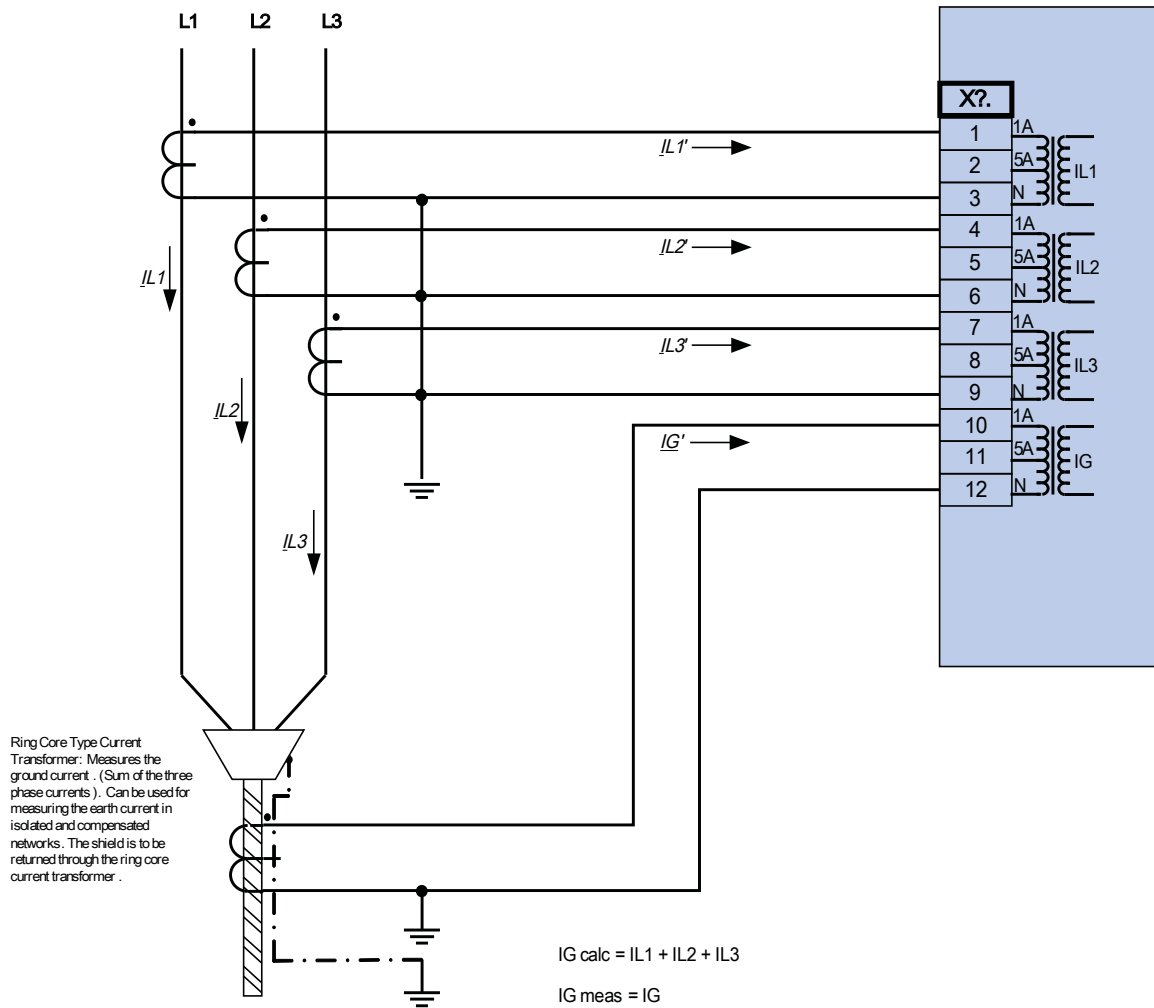 L1 L2 L3
X?.
1 1A
2 5A IL1
3 N
4 1A
5 5A IL2
6 N
7 1A
8 5A IL3
9 N
10 1A
11 5A IG
12 N
IL1'
IL2'
IL3'
IG'
IL1
IL2
IL3
Ring Core Type Current
Transformer: Measures the
ground current . (Sum of the three
phase currents ). Can be used for
measuring the earth current in
isolated and compensated
networks. The shield is to be
returned through the ring core
current transformer .
IG calc = IL1 + IL2 + IL3
IG meas = IG